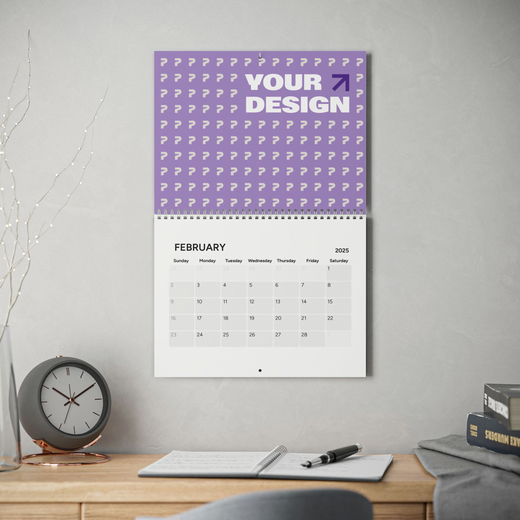 YOUR
DESIGN
FEBRUARY 2025
Sunday Monday Tuesday Wednesday Thursday Friday Saturday
1
2 3 4 5 6 7 8
9 10 11 12 13 14 15
16 17 18 19 20 21 22
23 24 25 26 27 28
MAKE MURDERS